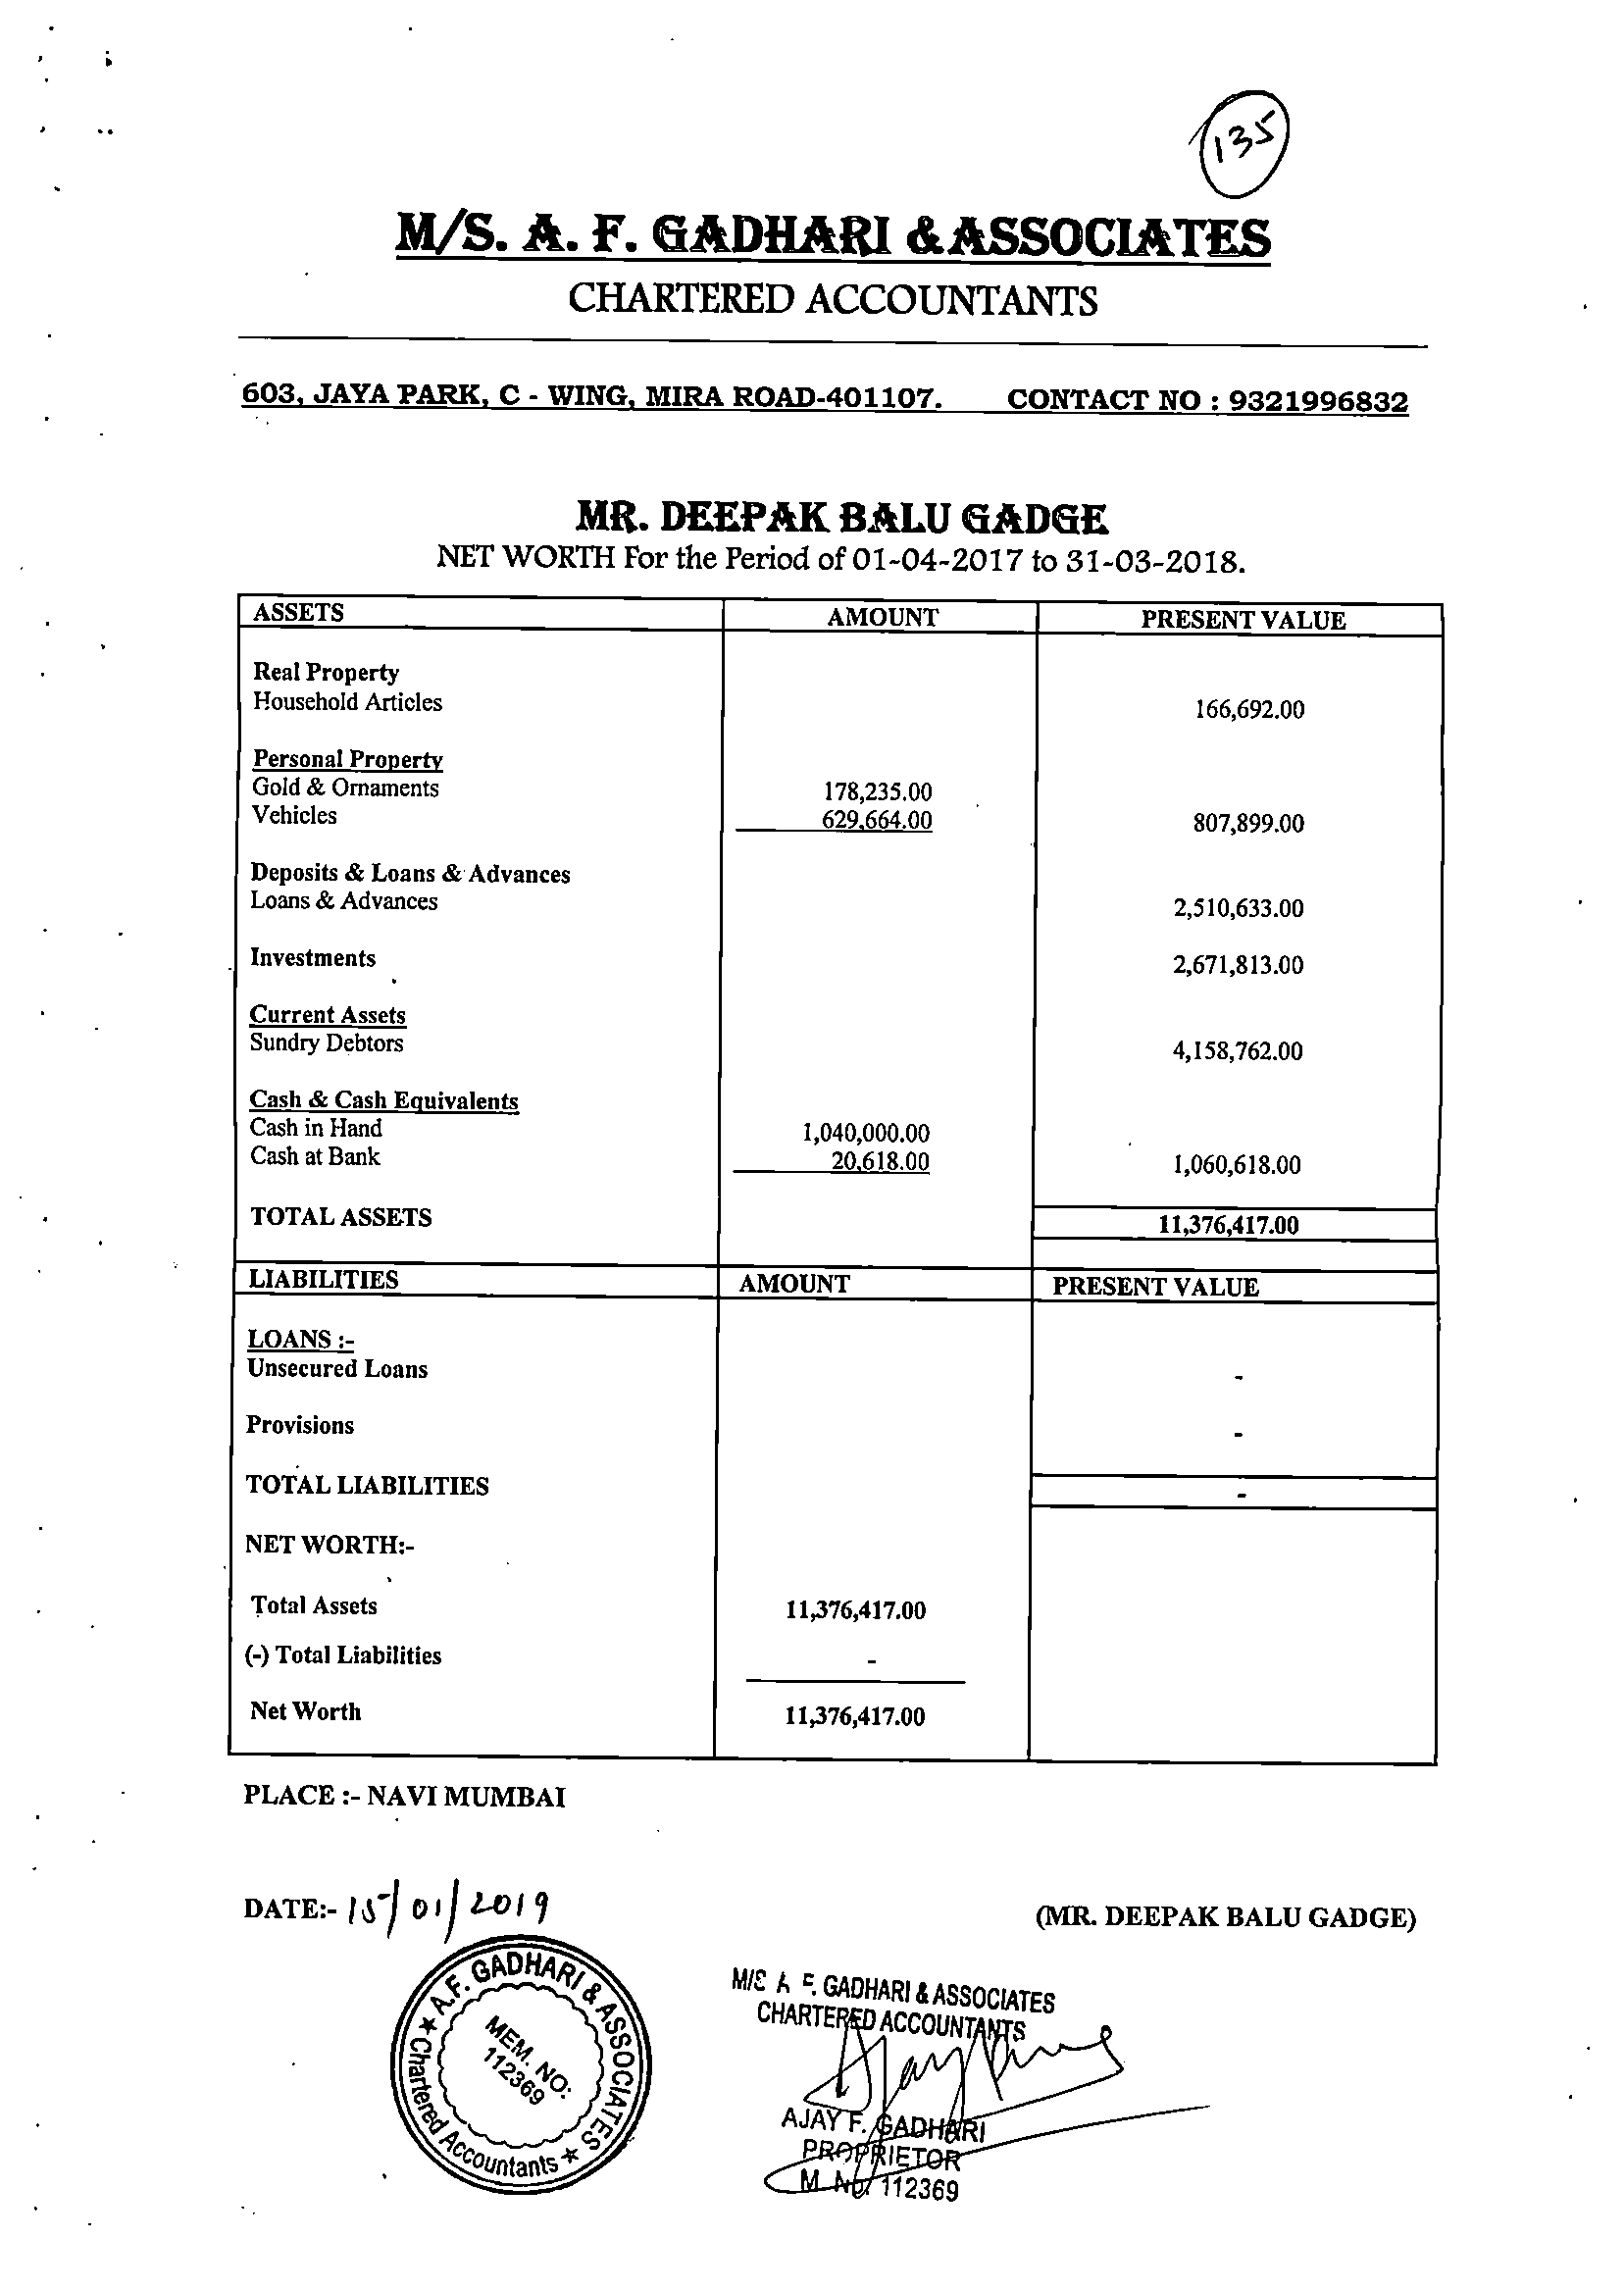 135
M/S. A. F. GADHARI & ASSOCIATES
CHARTERED ACCOUNTANTS
603, JAYA PARK, C - WING, MIRA ROAD-401107. CONTACT NO : 9321996832
MR. DEEPAK BALU GADGE
NET WORTH For the Period of 01-04-2017 to 31-03-2018.
ASSETS AMOUNT PRESENT VALUE
Real Property
Household Articles 166,692.00
Personal Property
Gold & Ornaments 178,235.00
Vehicles 629,664.00 807,899.00
Deposits & Loans & Advances
Loans & Advances 2,510,633.00
Investments 2,671,813.00
Current Assets
Sundry Debtors 4,158,762.00
Cash & Cash Equivalents
Cash in Hand 1,040,000.00
Cash at Bank 20,618.00 1,060,618.00
TOTAL ASSETS 11,376,417.00
LIABILITIES AMOUNT PRESENT VALUE
LOANS :-
Unsecured Loans -
Provisions -
TOTAL LIABILITIES -
NET WORTH:-
Total Assets 11,376,417.00
(-) Total Liabilities -
Net Worth 11,376,417.00
PLACE :- NAVI MUMBAI
DATE:- 15/01/2019
(MR. DEEPAK BALU GADGE)
A.F. GADHARI & ASSOCIATES
Chartered Accountants
MEM. NO:
112369
M/S A F. GADHARI & ASSOCIATES
CHARTERED ACCOUNTANTS
AJAY F. GADHARI
PROPRIETOR
M. No. 112369